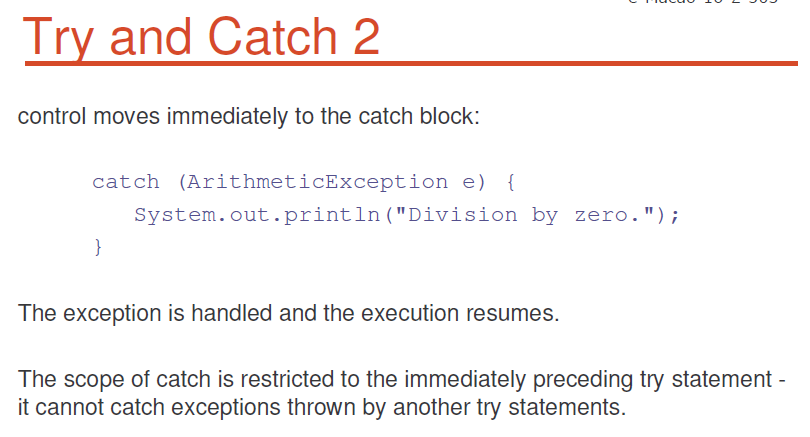 Try and Catch 2
control moves immediately to the catch block:
catch (ArithmeticException e) {
System.out.println("Division by zero.");
}
The exception is handled and the execution resumes.
The scope of catch is restricted to the immediately preceding try statement -
it cannot catch exceptions thrown by another try statements.